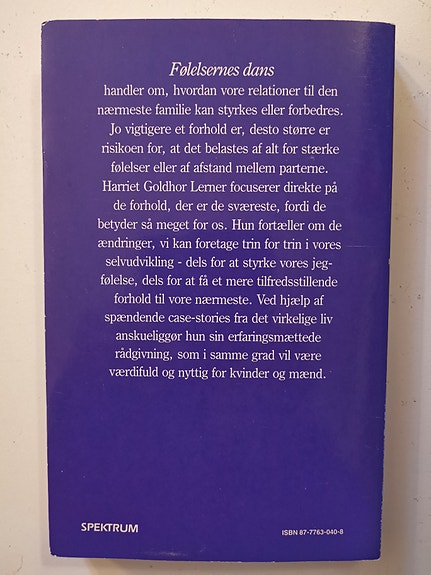 Følelsernes dans
handler om, hvordan vore relationer til den
nærmeste familie kan styrkes eller forbedres.
Jo vigtigere et forhold er, desto større er
risikoen for, at det belastes af alt for stærke
følelser eller af afstand mellem parterne.
Harriet Goldhor Lerner focuserer direkte på
de forhold, der er de sværeste, fordi de
betyder så meget for os. Hun fortæller om de
ændringer, vi kan foretage trin for trin i vores
selvudvikling - dels for at styrke vores jeg-
følelse, dels for at få et mere tilfredsstillende
forhold til vore nærmeste. Ved hjælp af
spændende case-stories fra det virkelige liv
anskueliggør hun sin erfaringsmættede
rådgivning, som i samme grad vil være
værdifuld og nyttig for kvinder og mænd.
SPEKTRUM
ISBN 87-7763-040-8